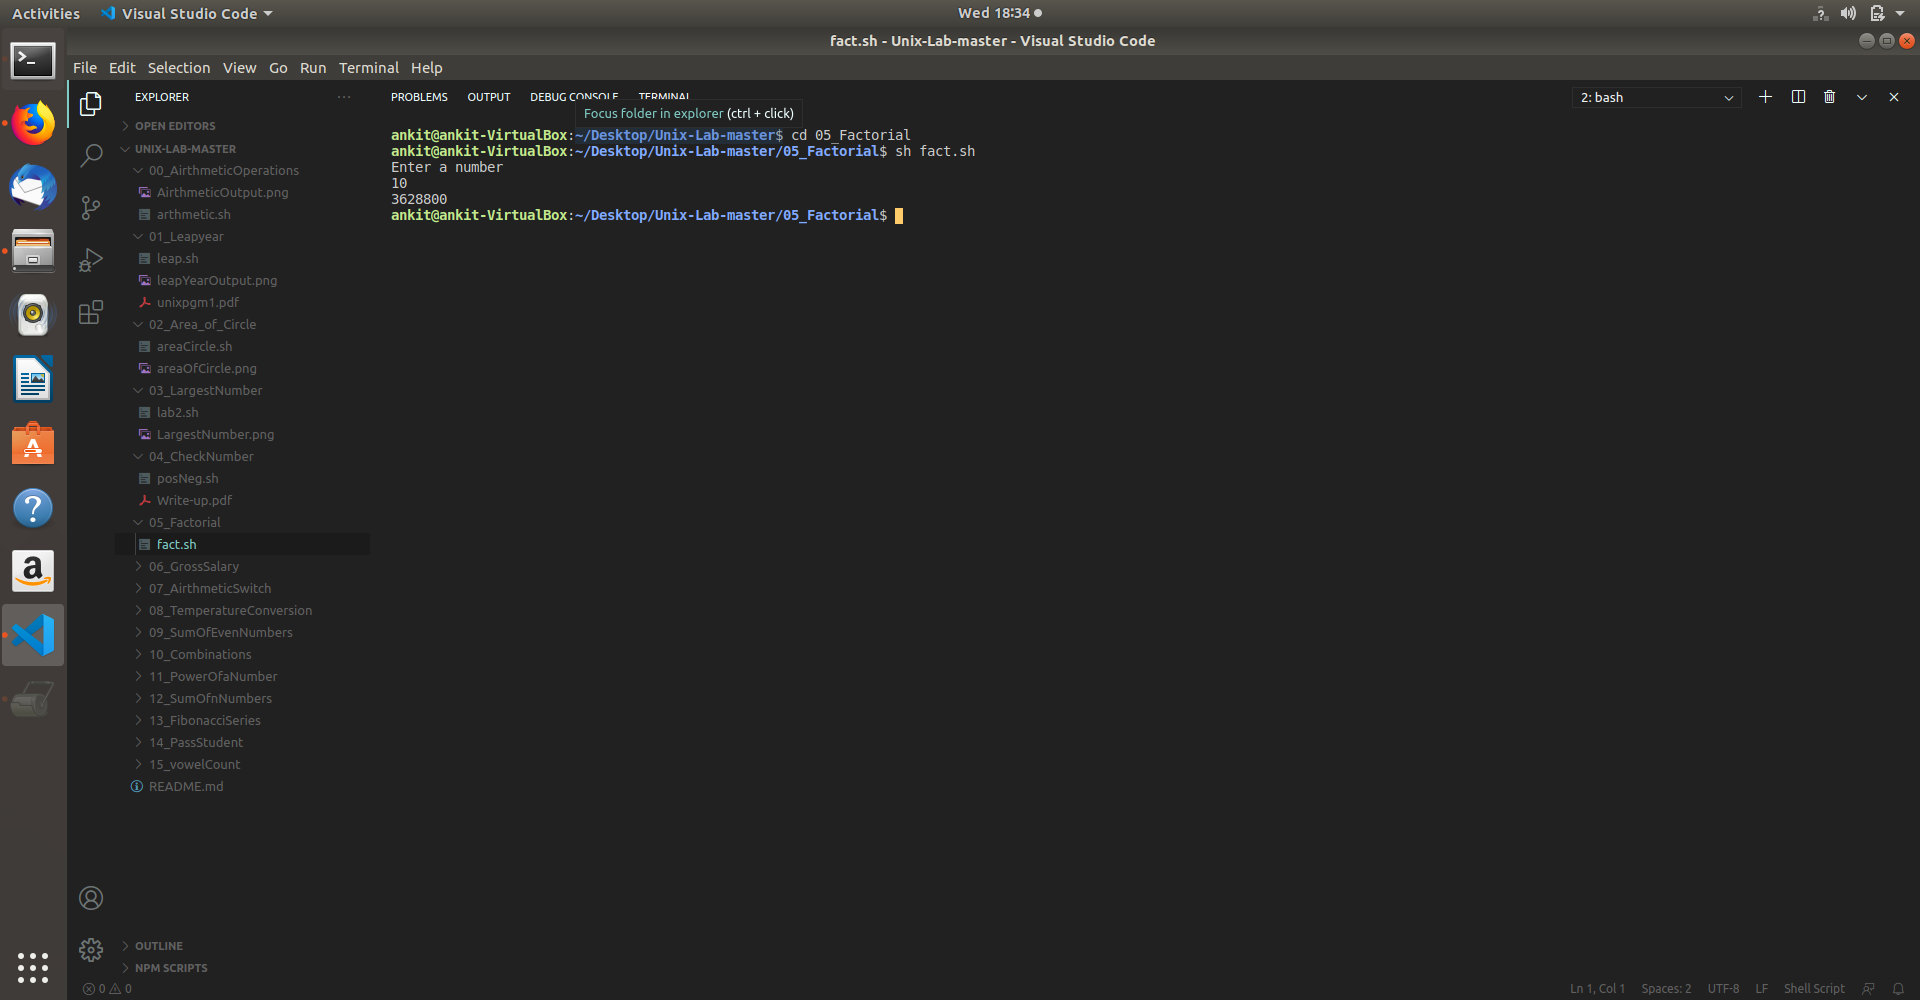 Activities Visual Studio Code Wed 18:34
fact.sh - Unix-Lab-master - Visual Studio Code
File Edit Selection View Go Run Terminal Help
EXPLORER
OPEN EDITORS
UNIX-LAB-MASTER
00_AirthmeticOperations
AirthmeticOutput.png
arthmetic.sh
01_Leapyear
leap.sh
leapYearOutput.png
unixpgm1.pdf
02_Area_of_Circle
areaCircle.sh
areaOfCircle.png
03_LargestNumber
lab2.sh
LargestNumber.png
04_CheckNumber
posNeg.sh
Write-up.pdf
05_Factorial
fact.sh
06_GrossSalary
07_AirthmeticSwitch
08_TemperatureConversion
09_SumOfEvenNumbers
10_Combinations
11_PowerOfaNumber
12_SumOfnNumbers
13_FibonacciSeries
14_PassStudent
15_vowelCount
README.md
OUTLINE
NPM SCRIPTS
PROBLEMS OUTPUT DEBUG CONSOLE TERMINAL 2: bash
Focus folder in explorer (ctrl + click)
ankit@ankit-VirtualBox:~/Desktop/Unix-Lab-master$ cd 05_Factorial
ankit@ankit-VirtualBox:~/Desktop/Unix-Lab-master/05_Factorial$ sh fact.sh
Enter a number
10
3628800
ankit@ankit-VirtualBox:~/Desktop/Unix-Lab-master/05_Factorial$
0 0 Ln 1, Col 1 Spaces: 2 UTF-8 LF Shell Script